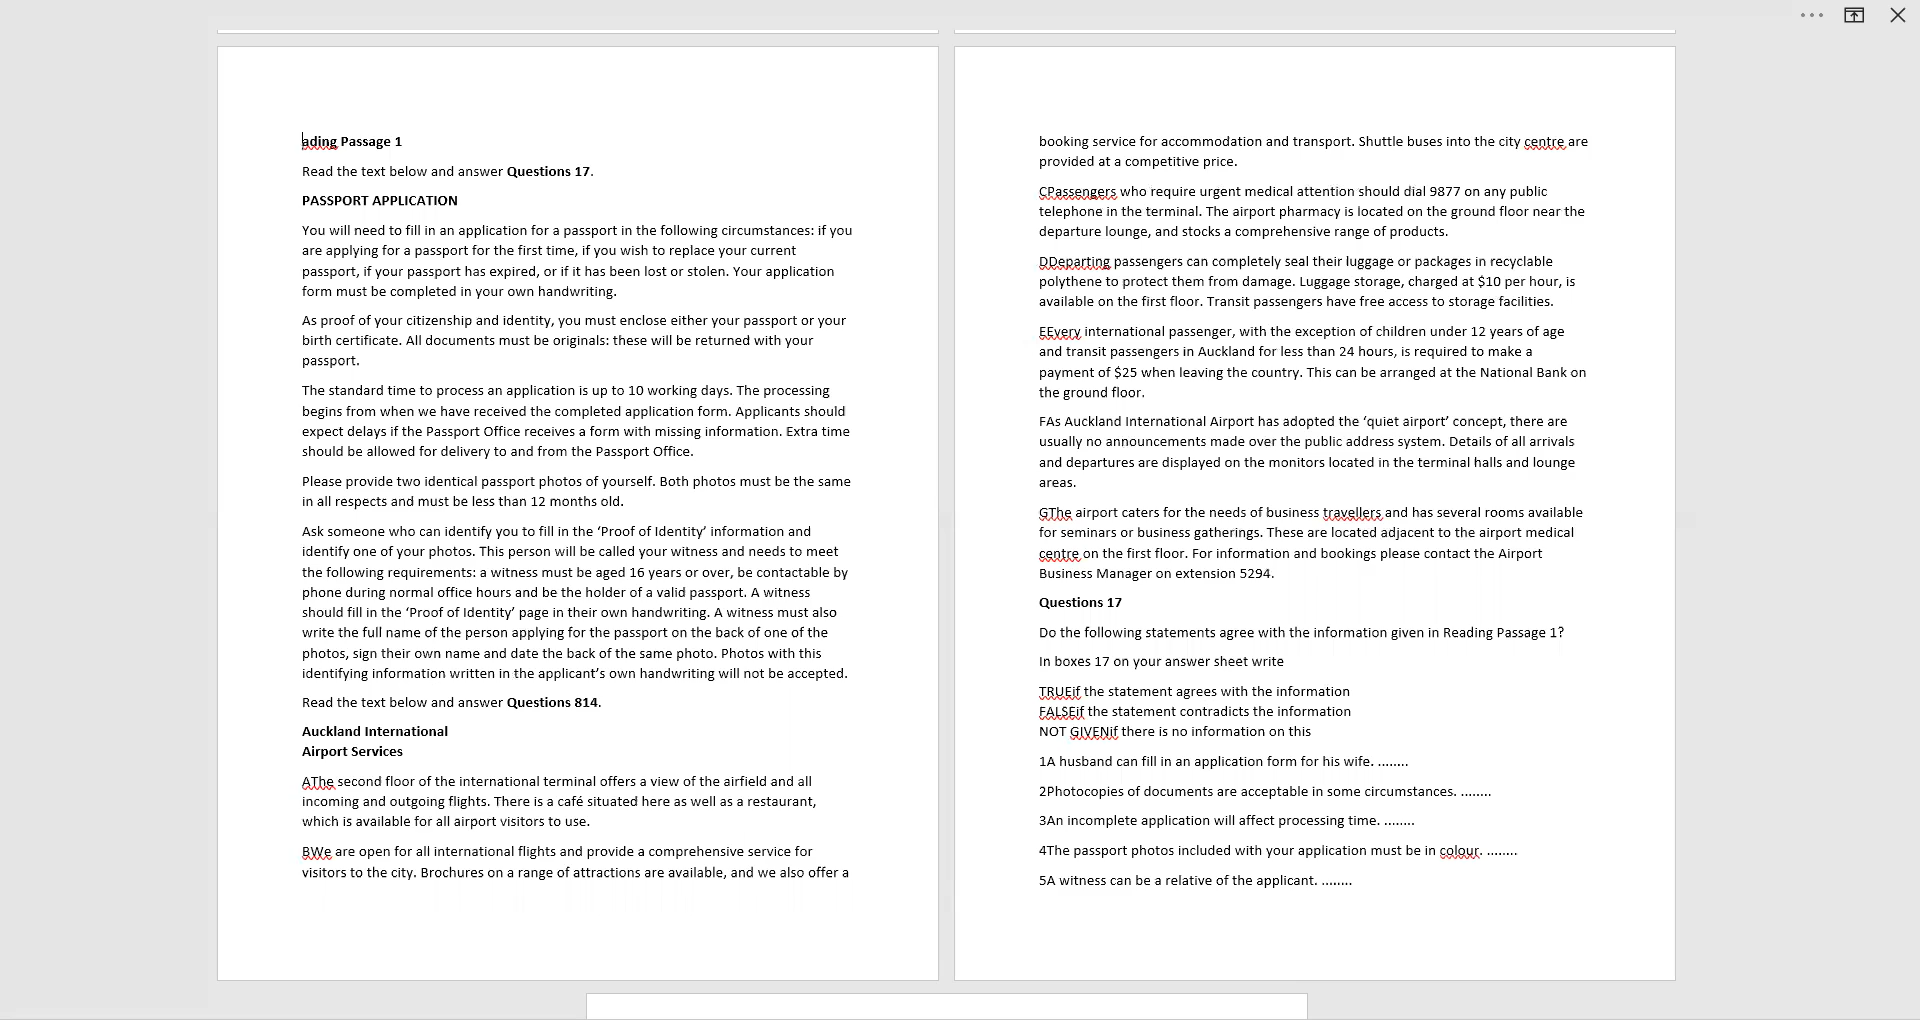 ading Passage 1
Read the text below and answer Questions 17.
PASSPORT APPLICATION
You will need to fill in an application for a passport in the following circumstances: if you
are applying for a passport for the first time, if you wish to replace your current
passport, if your passport has expired, or if it has been lost or stolen. Your application
form must be completed in your own handwriting.
As proof of your citizenship and identity, you must enclose either your passport or your
birth certificate. All documents must be originals: these will be returned with your
passport.
The standard time to process an application is up to 10 working days. The processing
begins from when we have received the completed application form. Applicants should
expect delays if the Passport Office receives a form with missing information. Extra time
should be allowed for delivery to and from the Passport Office.
Please provide two identical passport photos of yourself. Both photos must be the same
in all respects and must be less than 12 months old.
Ask someone who can identify you to fill in the ‘Proof of Identity’ information and
identify one of your photos. This person will be called your witness and needs to meet
the following requirements: a witness must be aged 16 years or over, be contactable by
phone during normal office hours and be the holder of a valid passport. A witness
should fill in the ‘Proof of Identity’ page in their own handwriting. A witness must also
write the full name of the person applying for the passport on the back of one of the
photos, sign their own name and date the back of the same photo. Photos with this
identifying information written in the applicant’s own handwriting will not be accepted.
Read the text below and answer Questions 814.
Auckland International
Airport Services
AThe second floor of the international terminal offers a view of the airfield and all
incoming and outgoing flights. There is a café situated here as well as a restaurant,
which is available for all airport visitors to use.
BWe are open for all international flights and provide a comprehensive service for
visitors to the city. Brochures on a range of attractions are available, and we also offer a
booking service for accommodation and transport. Shuttle buses into the city centre are
provided at a competitive price.
CPassengers who require urgent medical attention should dial 9877 on any public
telephone in the terminal. The airport pharmacy is located on the ground floor near the
departure lounge, and stocks a comprehensive range of products.
DDeparting passengers can completely seal their luggage or packages in recyclable
polythene to protect them from damage. Luggage storage, charged at $10 per hour, is
available on the first floor. Transit passengers have free access to storage facilities.
EEvery international passenger, with the exception of children under 12 years of age
and transit passengers in Auckland for less than 24 hours, is required to make a
payment of $25 when leaving the country. This can be arranged at the National Bank on
the ground floor.
FAs Auckland International Airport has adopted the ‘quiet airport’ concept, there are
usually no announcements made over the public address system. Details of all arrivals
and departures are displayed on the monitors located in the terminal halls and lounge
areas.
GThe airport caters for the needs of business travellers and has several rooms available
for seminars or business gatherings. These are located adjacent to the airport medical
centre on the first floor. For information and bookings please contact the Airport
Business Manager on extension 5294.
Questions 17
Do the following statements agree with the information given in Reading Passage 1?
In boxes 17 on your answer sheet write
TRUEif the statement agrees with the information
FALSEif the statement contradicts the information
NOT GIVENif there is no information on this
1A husband can fill in an application form for his wife. ........
2Photocopies of documents are acceptable in some circumstances. ........
3An incomplete application will affect processing time. ........
4The passport photos included with your application must be in colour. ........
5A witness can be a relative of the applicant. ........